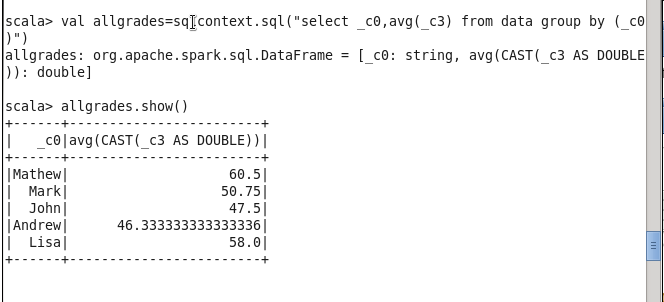 scala> val allgrades=sqlcontext.sql("select _c0,avg(_c3) from data group by (_c0
)")
allgrades: org.apache.spark.sql.DataFrame = [_c0: string, avg(CAST(_c3 AS DOUBLE
)): double]
scala> allgrades.show()
+------+-----------------------+
|   _c0|avg(CAST(_c3 AS DOUBLE))|
+------+-----------------------+
|Mathew|                   60.5|
|  Mark|                  50.75|
|  John|                   47.5|
|Andrew|     46.333333333333336|
|  Lisa|                   58.0|
+------+-----------------------+